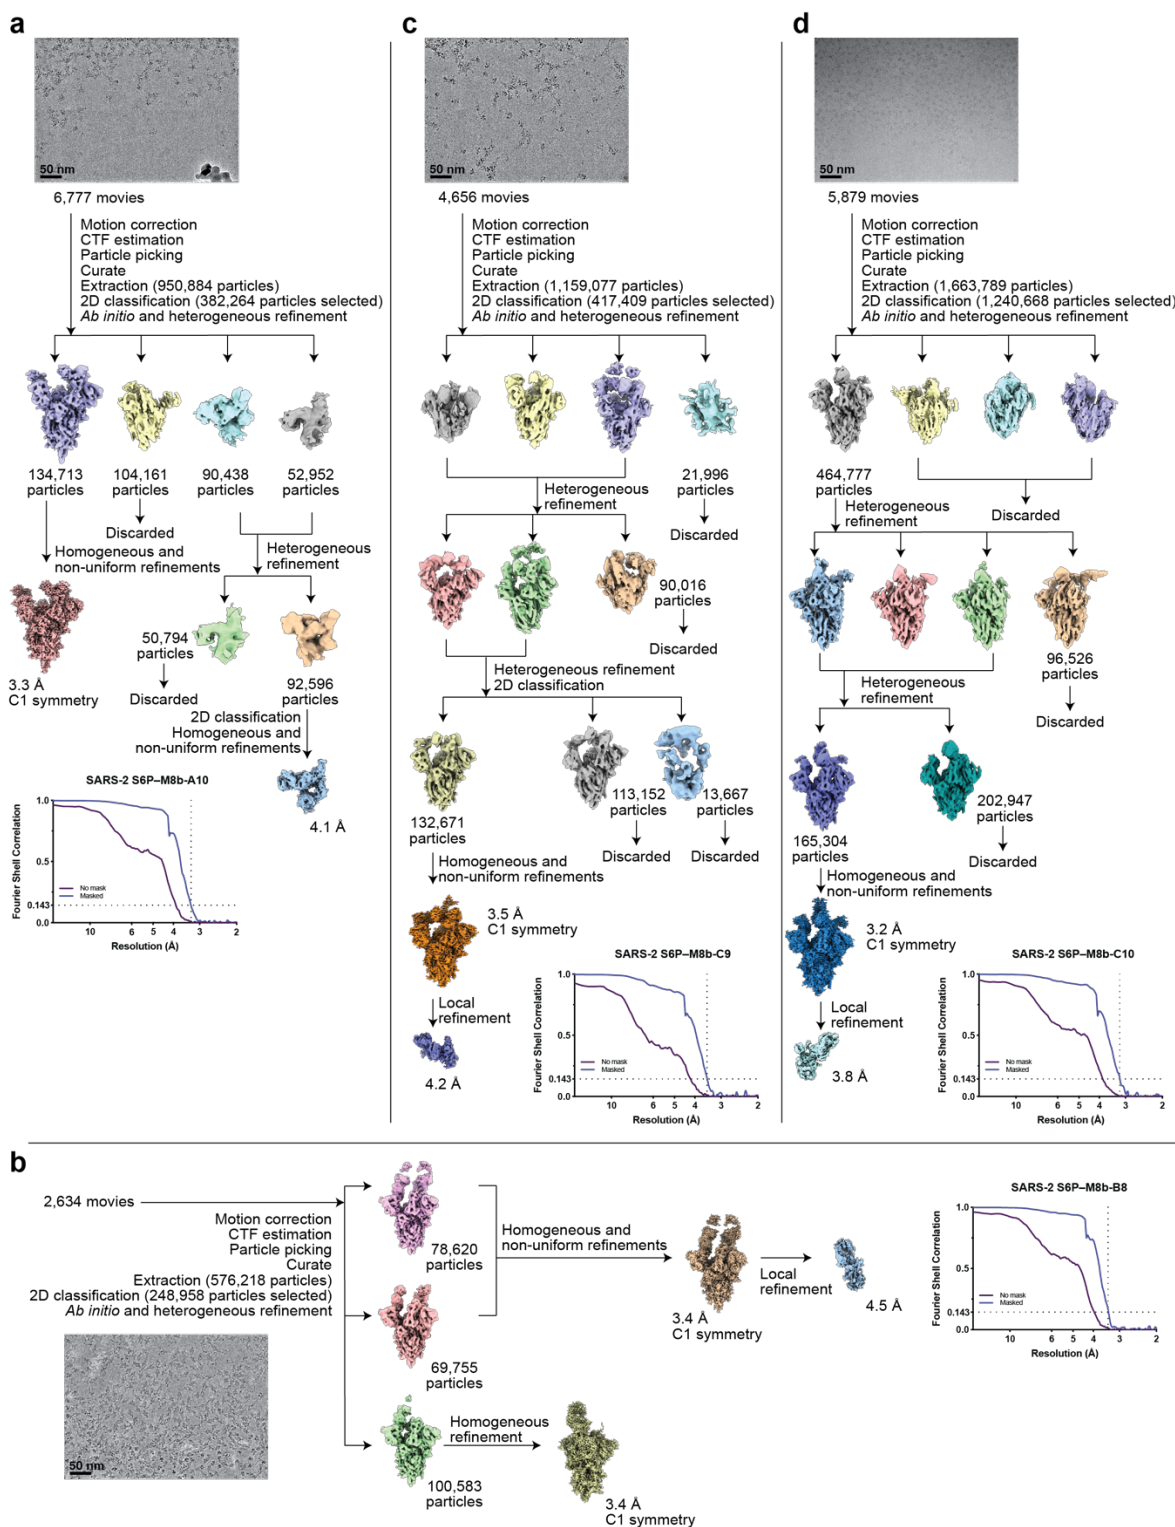 a
50 nm
6,777 movies
Motion correction
CTF estimation
Particle picking
Curate
Extraction (950,884 particles)
2D classification (382,264 particles selected)
Ab initio and heterogeneous refinement
134,713
particles
104,161
particles
90,438
particles
52,952
particles
Discarded
Homogeneous and
non-uniform refinements
Heterogeneous
refinement
3.3 Å
C1 symmetry
50,794
particles
Discarded
92,596
particles
2D classification
Homogeneous and
non-uniform refinements
4.1 Å
SARS-2 S6P–M8b-A10
Fourier Shell Correlation
1.0
0.5
0.143
0.0
No mask
Masked
10
6
5
4
3
2
Resolution (Å)
c
50 nm
4,656 movies
Motion correction
CTF estimation
Particle picking
Curate
Extraction (1,159,077 particles)
2D classification (417,409 particles selected)
Ab initio and heterogeneous refinement
21,996
particles
Discarded
Heterogeneous
refinement
90,016
particles
Discarded
Heterogeneous refinement
2D classification
132,671
particles
113,152
particles
13,667
particles
Discarded
Discarded
Homogeneous and
non-uniform refinements
3.5 Å
C1 symmetry
Local
refinement
4.2 Å
SARS-2 S6P–M8b-C9
Fourier Shell Correlation
1.0
0.5
0.143
0.0
No mask
Masked
10
6
5
4
3
2
Resolution (Å)
d
50 nm
5,879 movies
Motion correction
CTF estimation
Particle picking
Curate
Extraction (1,663,789 particles)
2D classification (1,240,668 particles selected)
Ab initio and heterogeneous refinement
464,777
particles
Discarded
Heterogeneous
refinement
96,526
particles
Discarded
Heterogeneous
refinement
165,304
particles
202,947
particles
Discarded
Homogeneous and
non-uniform refinements
3.2 Å
C1 symmetry
Local
refinement
3.8 Å
SARS-2 S6P–M8b-C10
Fourier Shell Correlation
1.0
0.5
0.143
0.0
No mask
Masked
10
6
5
4
3
2
Resolution (Å)
b
2,634 movies
Motion correction
CTF estimation
Particle picking
Curate
Extraction (576,218 particles)
2D classification (248,958 particles selected)
Ab initio and heterogeneous refinement
50 nm
78,620
particles
69,755
particles
100,583
particles
Homogeneous and
non-uniform refinements
3.4 Å
C1 symmetry
Local
refinement
4.5 Å
Homogeneous
refinement
3.4 Å
C1 symmetry
SARS-2 S6P–M8b-B8
Fourier Shell Correlation
1.0
0.5
0.143
0.0
No mask
Masked
10
6
5
4
3
2
Resolution (Å)